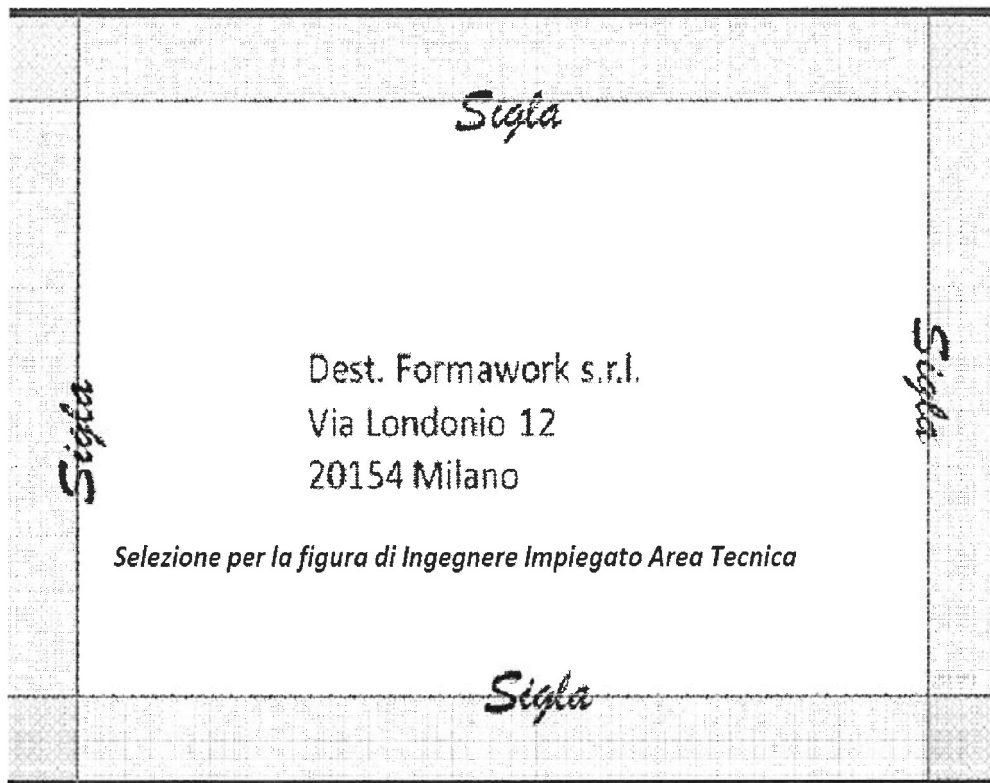 Sigla
Dest. Formawork s.r.l.
Via Londonio 12
20154 Milano
Sigla
Sigla
Selezione per la figura di Ingegnere Impiegato Area Tecnica
Sigla